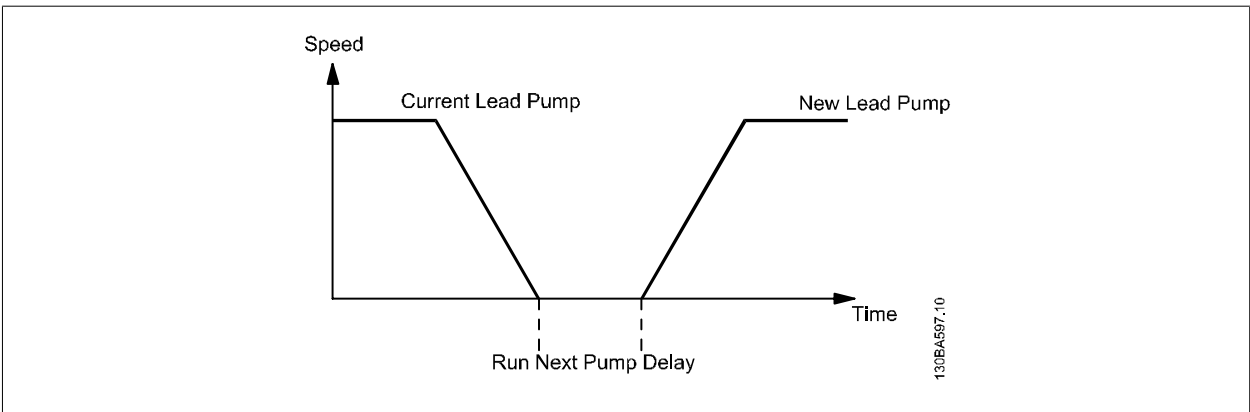 Speed
Current Lead Pump
New Lead Pump
Time
Run Next Pump Delay
130BA597.10